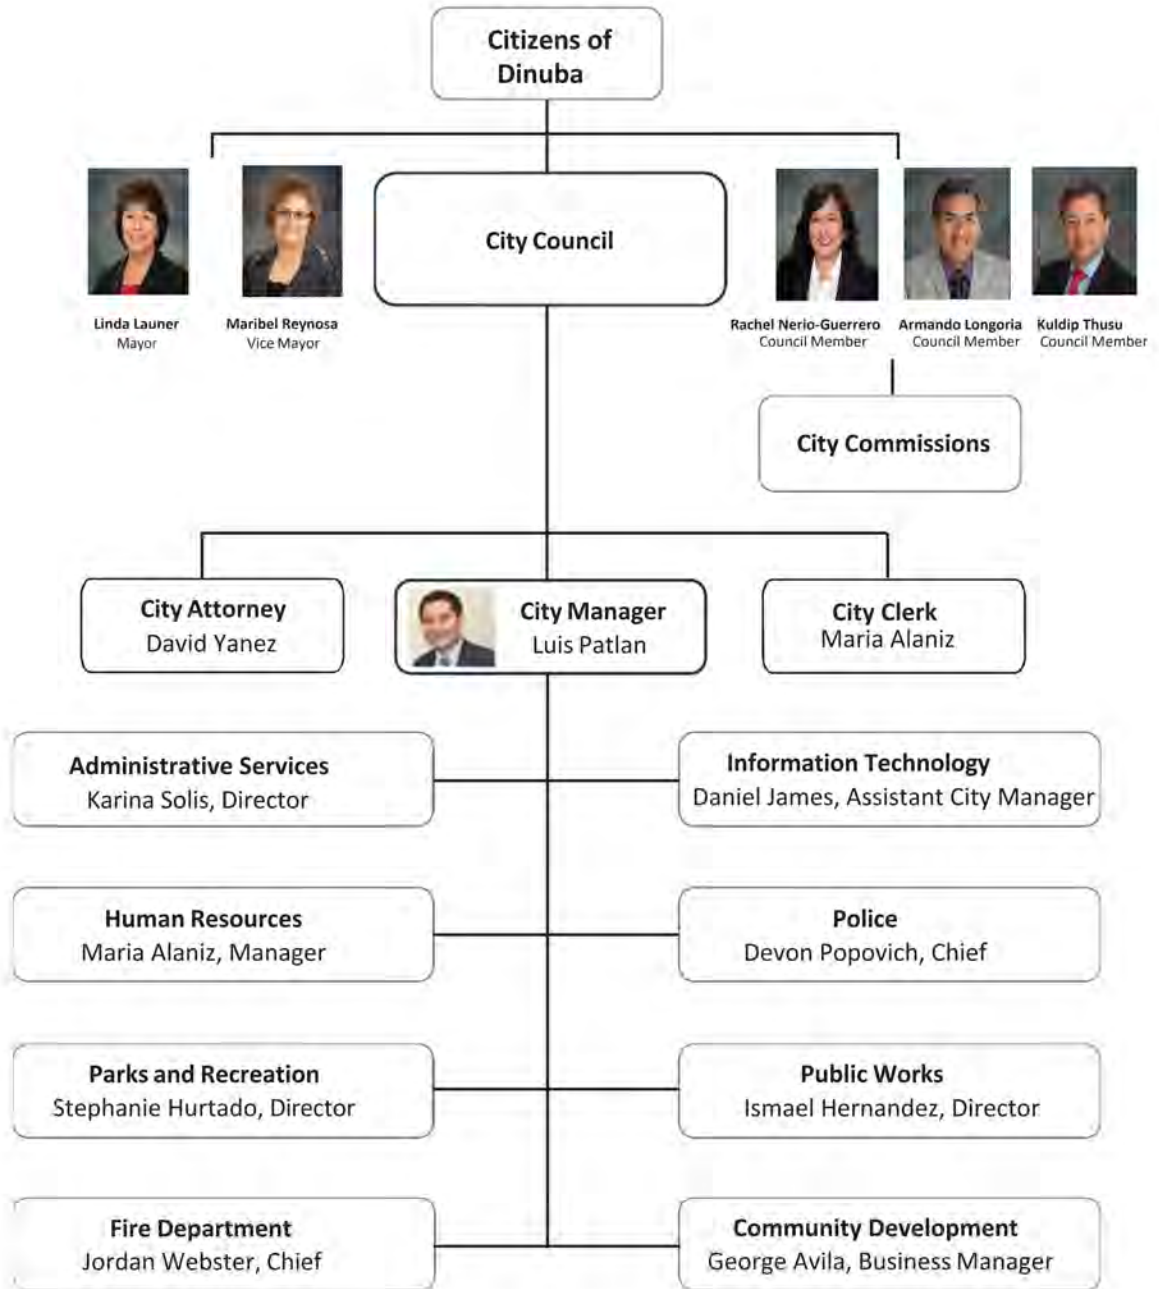 Citizens of
Dinuba
City Council
Linda Launer
Mayor
Maribel Reynosa
Vice Mayor
Rachel Nerio-Guerrero
Council Member
Armando Longoria
Council Member
Kuldip Thusu
Council Member
City Commissions
City Attorney
David Yanez
City Manager
Luis Patlan
City Clerk
Maria Alaniz
Administrative Services
Karina Solis, Director
Information Technology
Daniel James, Assistant City Manager
Human Resources
Maria Alaniz, Manager
Police
Devon Popovich, Chief
Parks and Recreation
Stephanie Hurtado, Director
Public Works
Ismael Hernandez, Director
Fire Department
Jordan Webster, Chief
Community Development
George Avila, Business Manager